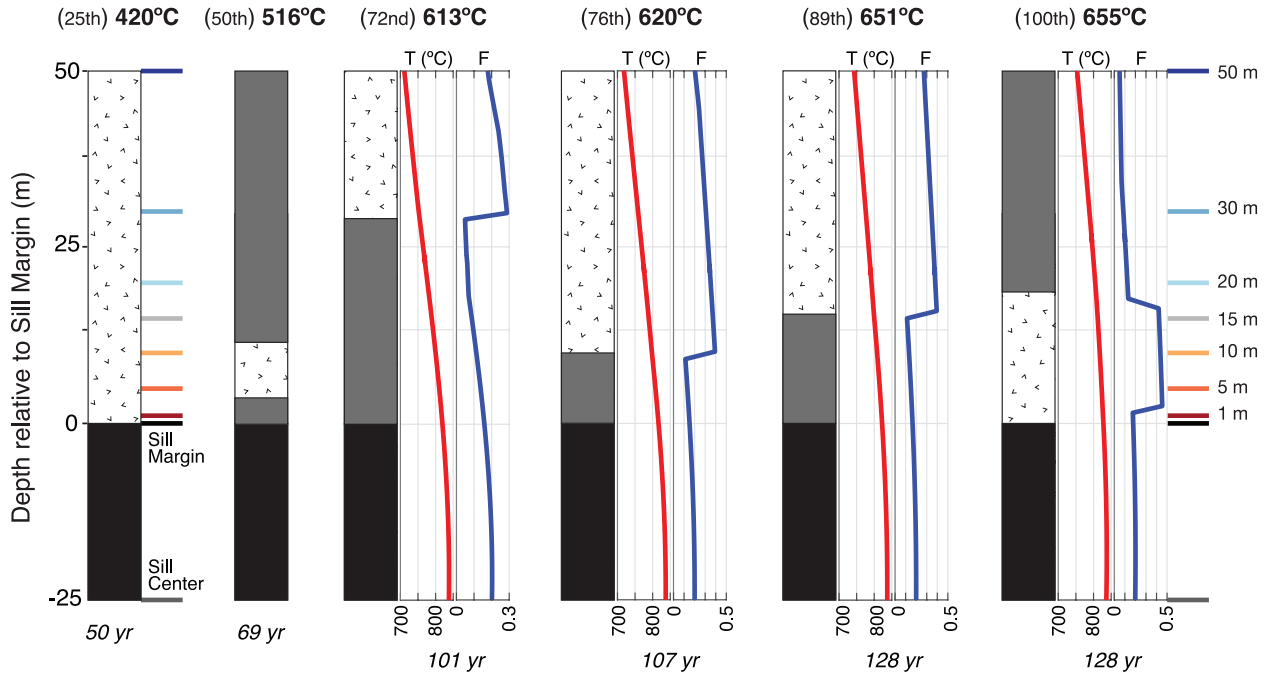 (25th) 420ºC (50th) 516ºC (72nd) 613ºC (76th) 620ºC (89th) 651ºC (100th) 655ºC
T (ºC) F T (ºC) F T (ºC) F T (ºC) F
Depth relative to Sill Margin (m)
50
25
0
-25
50 m
30 m
20 m
15 m
10 m
5 m
1 m
Sill
Margin
Sill
Center
700 800 0 0.3 700 800 0 0.5 700 800 0 0.5 700 800 0 0.5
50 yr 69 yr
101 yr 107 yr 128 yr 128 yr